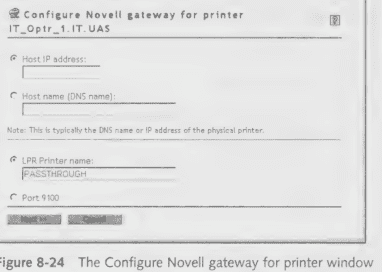 Configure Novell gateway for printer
IT_Optr_1.IT.UAS
Host IP address:
Host name (DNS name):
Note: This is typically the DNS name or IP address of the physical printer.
LPR Printer name:
PASSTHROUGH
Port 9100
Next >>
Cancel
Figure 8-24 The Configure Novell gateway for printer window